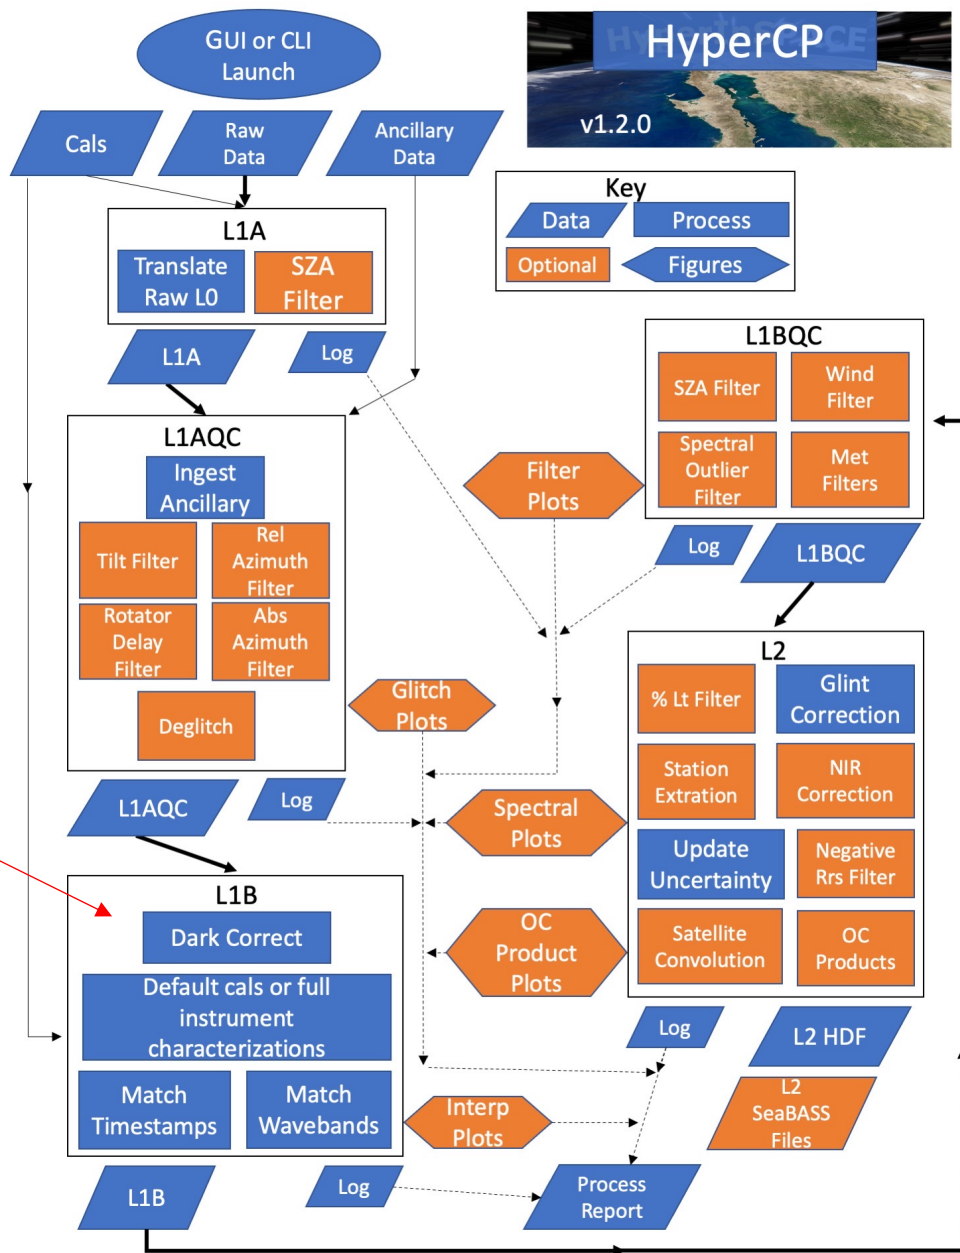 GUI or CLI
Launch
HyperCP
v1.2.0
Cals
Raw
Data
Ancillary
Data
Key
Data
Process
Optional
Figures
L1A
Translate
Raw L0
SZA
Filter
L1A
Log
L1AQC
Ingest
Ancillary
Tilt Filter
Rel
Azimuth
Filter
Rotator
Delay
Filter
Abs
Azimuth
Filter
Deglitch
L1AQC
Log
L1B
Dark Correct
Default cals or full
instrument
characterizations
Match
Timestamps
Match
Wavebands
L1B
Log
L1BQC
SZA Filter
Wind
Filter
Spectral
Outlier
Filter
Met
Filters
Filter
Plots
Log
L1BQC
L2
% Lt Filter
Glint
Correction
Station
Extration
NIR
Correction
Update
Uncertainty
Negative
Rrs Filter
Satellite
Convolution
OC
Products
Glitch
Plots
Spectral
Plots
OC
Product
Plots
Interp
Plots
Log
L2 HDF
L2
SeaBASS
Files
Process
Report